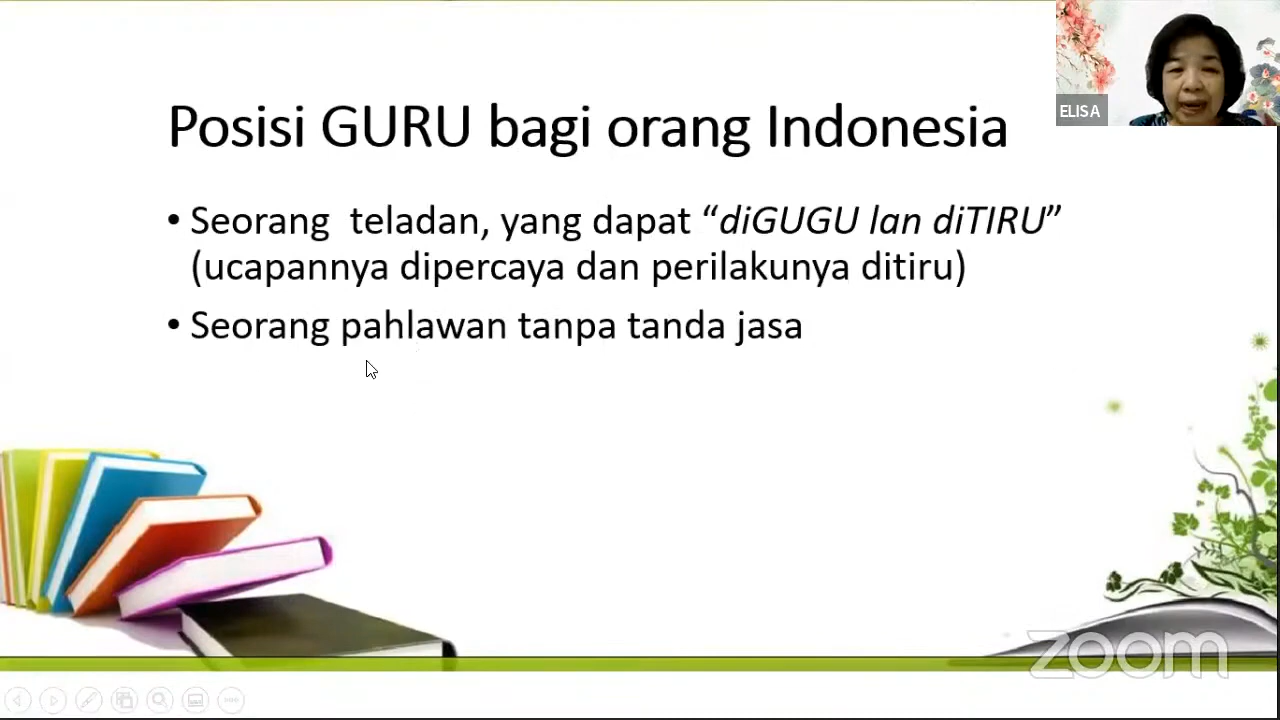 ELISA
Posisi GURU bagi orang Indonesia
• Seorang teladan, yang dapat “diGUGU lan diTIRU”
(ucapannya dipercaya dan perilakunya ditiru)
• Seorang pahlawan tanpa tanda jasa
zoom